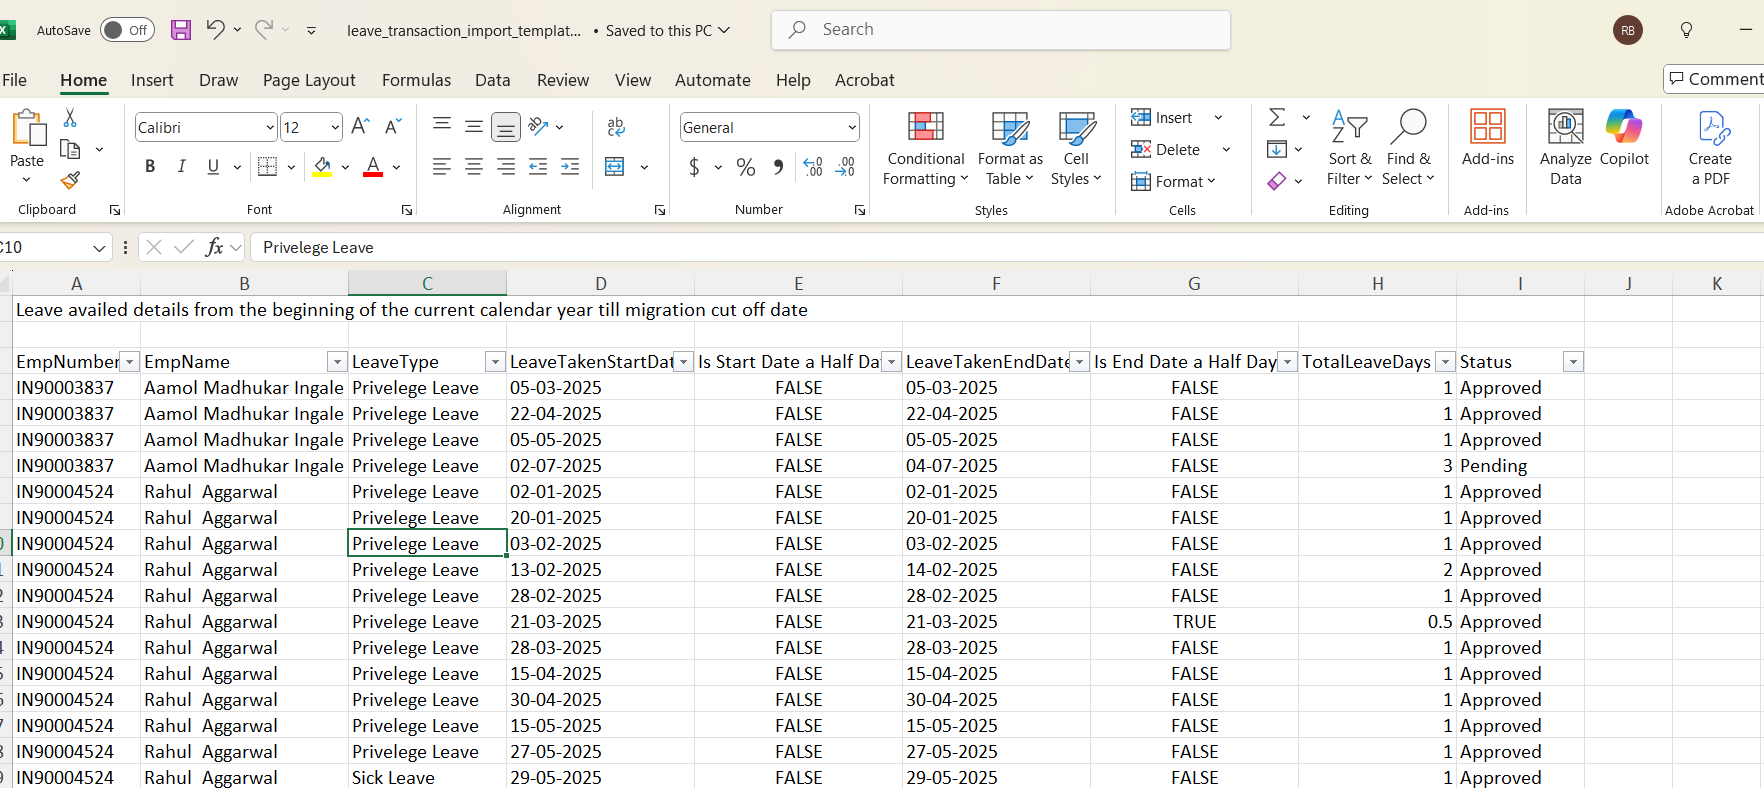 AutoSave Off leave_transaction_import_templat... • Saved to this PC Search RB
File Home Insert Draw Page Layout Formulas Data Review View Automate Help Acrobat Comment
Paste Calibri 12 General Conditional Formatting Format as Table Cell Styles Insert Delete Format Sort & Filter Find & Select Add-ins Analyze Data Copilot Create a PDF
Clipboard Font Alignment Number Styles Cells Editing Add-ins Adobe Acrobat
C10 fx Privelege Leave
A B C D E F G H I J K
Leave availed details from the beginning of the current calendar year till migration cut off date
EmpNumber EmpName LeaveType LeaveTakenStartDat Is Start Date a Half Da LeaveTakenEndDate Is End Date a Half Day TotalLeaveDays Status
IN90003837 Aamol Madhukar Ingale Privelege Leave 05-03-2025 FALSE 05-03-2025 FALSE 1 Approved
IN90003837 Aamol Madhukar Ingale Privelege Leave 22-04-2025 FALSE 22-04-2025 FALSE 1 Approved
IN90003837 Aamol Madhukar Ingale Privelege Leave 05-05-2025 FALSE 05-05-2025 FALSE 1 Approved
IN90003837 Aamol Madhukar Ingale Privelege Leave 02-07-2025 FALSE 04-07-2025 FALSE 3 Pending
IN90004524 Rahul  Aggarwal Privelege Leave 02-01-2025 FALSE 02-01-2025 FALSE 1 Approved
IN90004524 Rahul  Aggarwal Privelege Leave 20-01-2025 FALSE 20-01-2025 FALSE 1 Approved
IN90004524 Rahul  Aggarwal Privelege Leave 03-02-2025 FALSE 03-02-2025 FALSE 1 Approved
IN90004524 Rahul  Aggarwal Privelege Leave 13-02-2025 FALSE 14-02-2025 FALSE 2 Approved
IN90004524 Rahul  Aggarwal Privelege Leave 28-02-2025 FALSE 28-02-2025 FALSE 1 Approved
IN90004524 Rahul  Aggarwal Privelege Leave 21-03-2025 FALSE 21-03-2025 TRUE 0.5 Approved
IN90004524 Rahul  Aggarwal Privelege Leave 28-03-2025 FALSE 28-03-2025 FALSE 1 Approved
IN90004524 Rahul  Aggarwal Privelege Leave 15-04-2025 FALSE 15-04-2025 FALSE 1 Approved
IN90004524 Rahul  Aggarwal Privelege Leave 30-04-2025 FALSE 30-04-2025 FALSE 1 Approved
IN90004524 Rahul  Aggarwal Privelege Leave 15-05-2025 FALSE 15-05-2025 FALSE 1 Approved
IN90004524 Rahul  Aggarwal Privelege Leave 27-05-2025 FALSE 27-05-2025 FALSE 1 Approved
IN90004524 Rahul  Aggarwal Sick Leave 29-05-2025 FALSE 29-05-2025 FALSE 1 Approved